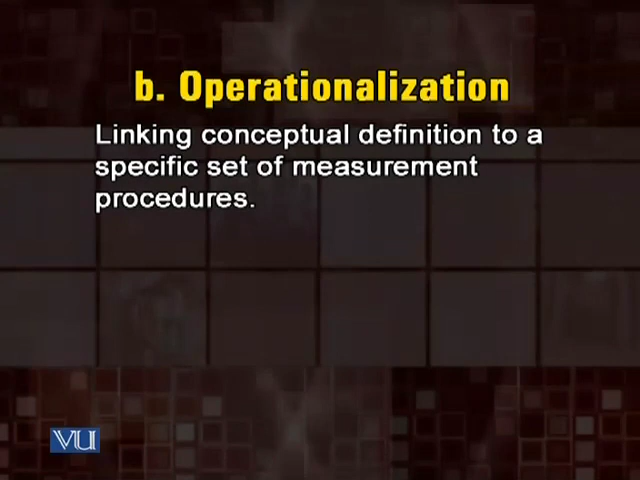 b. Operationalization
Linking conceptual definition to a
specific set of measurement
procedures.
VU